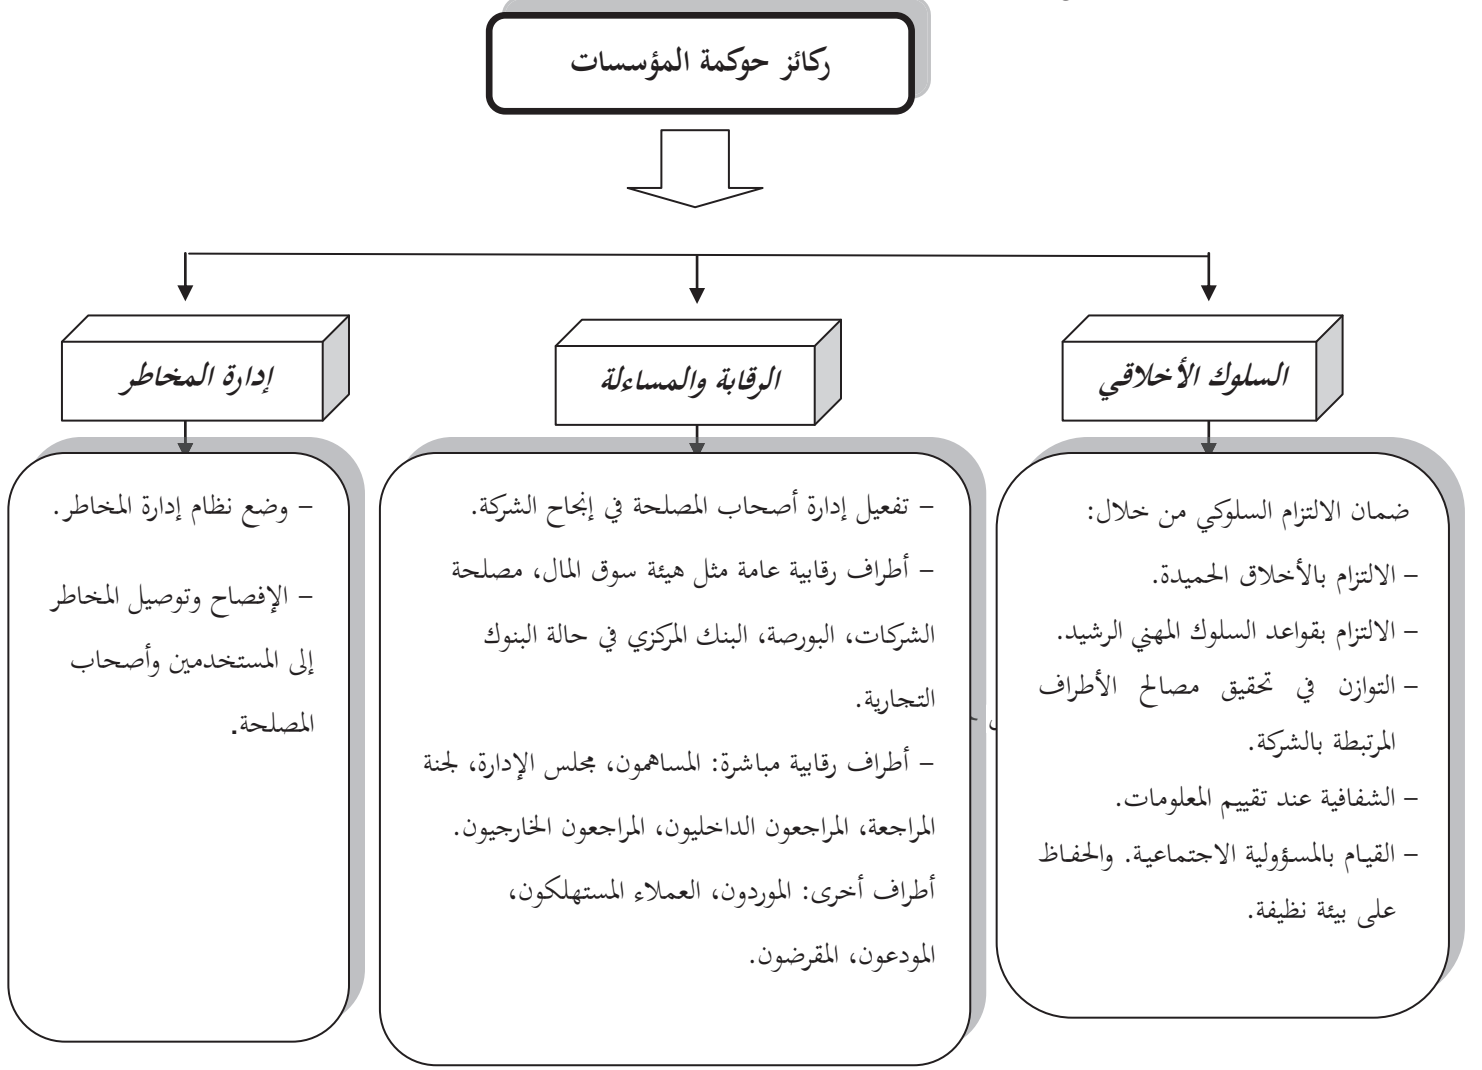 ركائز حوكمة المؤسسات
السلوك الأخلاقي
الرقابة والمساءلة
إدارة المخاطر
ضمان الالتزام السلوكي من خلال:
– الالتزام بالأخلاق الحميدة.
– الالتزام بقواعد السلوك المهني الرشيد.
– التوازن في تحقيق مصالح الأطراف
المرتبطة بالشركة.
– الشفافية عند تقييم المعلومات.
– القيام بالمسؤولية الاجتماعية. والحفاظ
على بيئة نظيفة.
– تفعيل إدارة أصحاب المصلحة في إنجاح الشركة.
– أطراف رقابية عامة مثل هيئة سوق المال، مصلحة
الشركات، البورصة، البنك المركزي في حالة البنوك
التجارية.
– أطراف رقابية مباشرة: المساهمون، مجلس الإدارة، لجنة
المراجعة، المراجعون الداخليون، المراجعون الخارجيون.
أطراف أخرى: الموردون، العملاء المستهلكون،
المودعون، المقرضون.
– وضع نظام إدارة المخاطر.
– الإفصاح وتوصيل المخاطر
إلى المستخدمين وأصحاب
المصلحة.